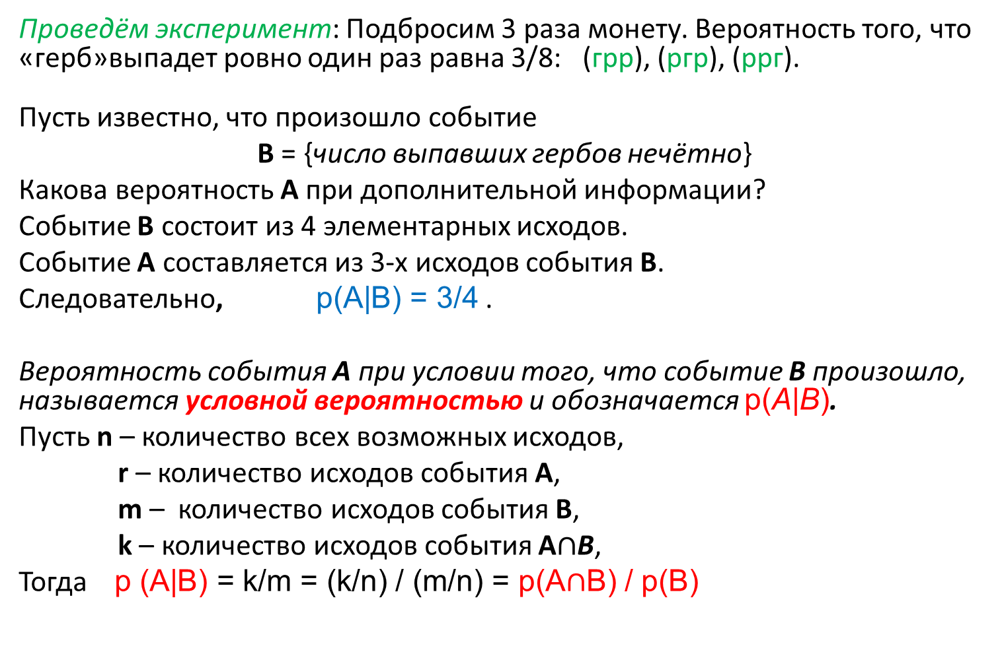 Проведём эксперимент: Подбросим 3 раза монету. Вероятность того, что
«герб»выпадет ровно один раз равна 3/8: (грр), (ргр), (ррг).
Пусть известно, что произошло событие
B = {число выпавших гербов нечётно}
Какова вероятность A при дополнительной информации?
Событие B состоит из 4 элементарных исходов.
Событие A составляется из 3-х исходов события B.
Следовательно, p(A|B) = 3/4 .
Вероятность события A при условии того, что событие B произошло,
называется условной вероятностью и обозначается p(A|B).
Пусть n – количество всех возможных исходов,
r – количество исходов события A,
m – количество исходов события B,
k – количество исходов события A∩B,
Тогда p (A|B) = k/m = (k/n) / (m/n) = p(A∩B) / p(B)